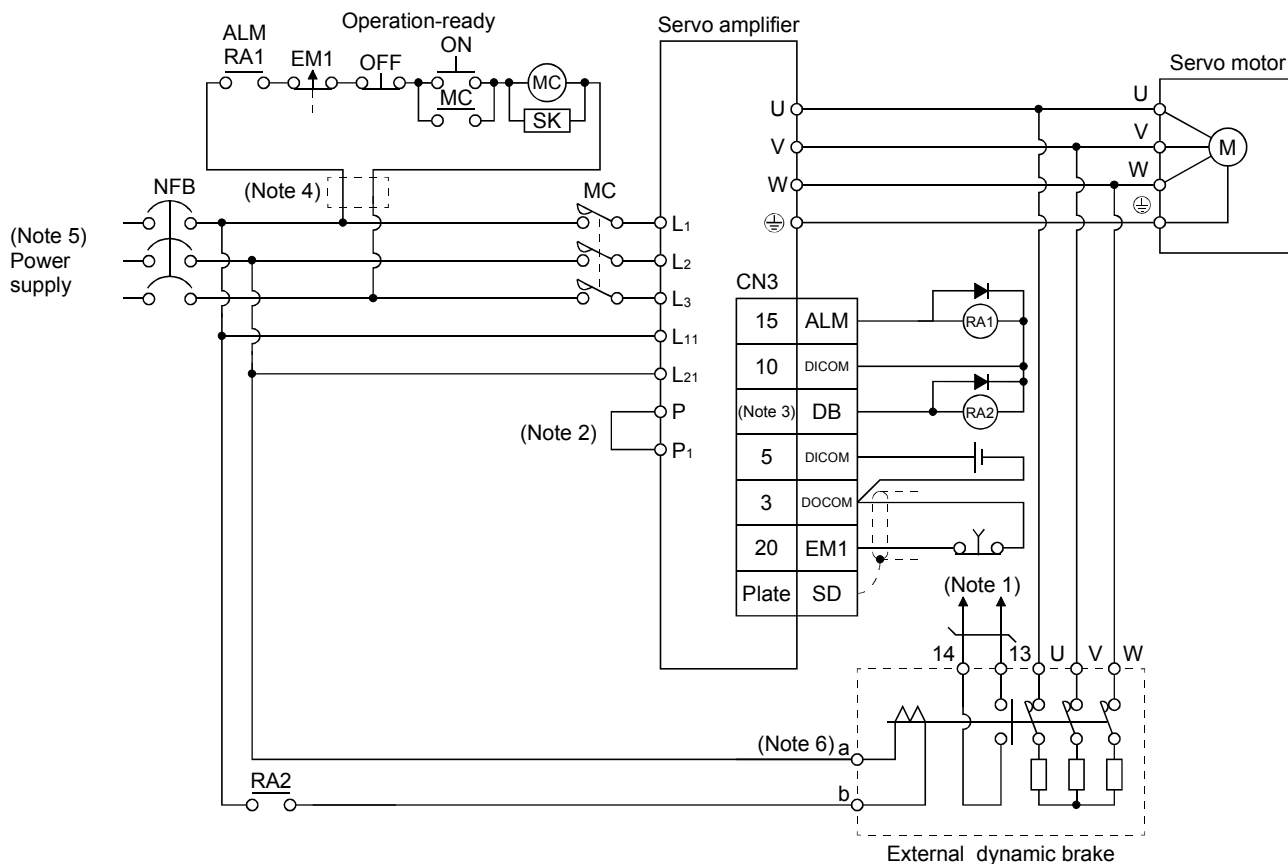 Operation-ready
ALM
RA1
EM1
OFF
ON
MC
MC
SK
Servo amplifier
Servo motor
U
V
W
U
V
W
M
NFB
(Note 4)
MC
(Note 5)
Power
supply
L1
L2
L3
L11
L21
P
P1
(Note 2)
CN3
15 ALM
10 DICOM
(Note 3) DB
5 DICOM
3 DOCOM
20 EM1
Plate SD
RA1
RA2
(Note 1)
14 13 U V W
(Note 6) a
b
RA2
External dynamic brake